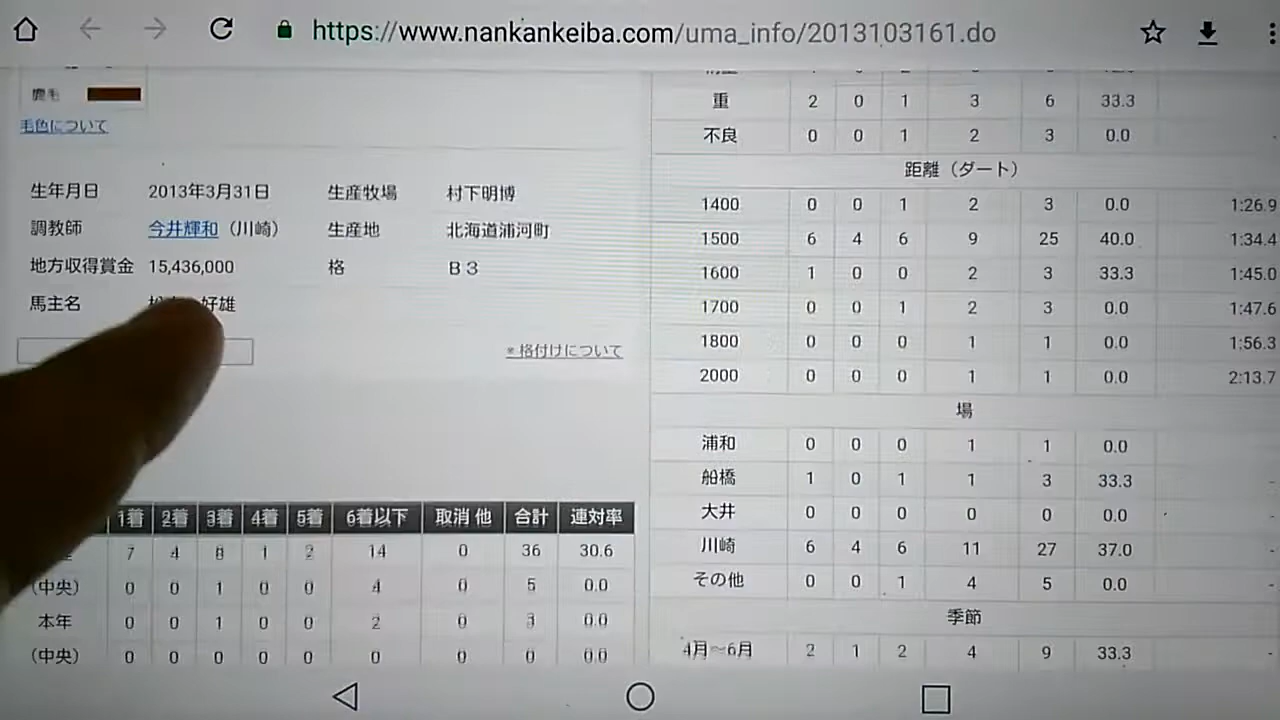 https://www.nankankeiba.com/uma_info/2013103161.do
鹿毛
毛色について
生年月日 2013年3月31日 生産牧場 村下明博
調教師 今井輝和 (川崎) 生産地 北海道浦河町
地方収得賞金 15,436,000 格 B3
馬主名 好雄
※格付けについて
1着 2着 3着 4着 5着 6着以下 取消 他 合計 連対率
7 4 8 1 2 14 0 36 30.6
(中央) 0 0 1 0 0 4 0 5 0.0
本年 0 0 1 0 0 2 0 3 0.0
(中央) 0 0 0 0 0 0 0 0 0.0
重 2 0 1 3 6 33.3
不良 0 0 1 2 3 0.0
距離(ダート)
1400 0 0 1 2 3 0.0 1:26.9
1500 6 4 6 9 25 40.0 1:34.4
1600 1 0 0 2 3 33.3 1:45.0
1700 0 0 1 2 3 0.0 1:47.6
1800 0 0 0 1 1 0.0 1:56.3
2000 0 0 0 1 1 0.0 2:13.7
場
浦和 0 0 0 1 1 0.0
船橋 1 0 1 1 3 33.3 -
大井 0 0 0 0 0 0.0 -
川崎 6 4 6 11 27 37.0 -
その他 0 0 1 4 5 0.0 -
季節
4月~6月 2 1 2 4 9 33.3 -